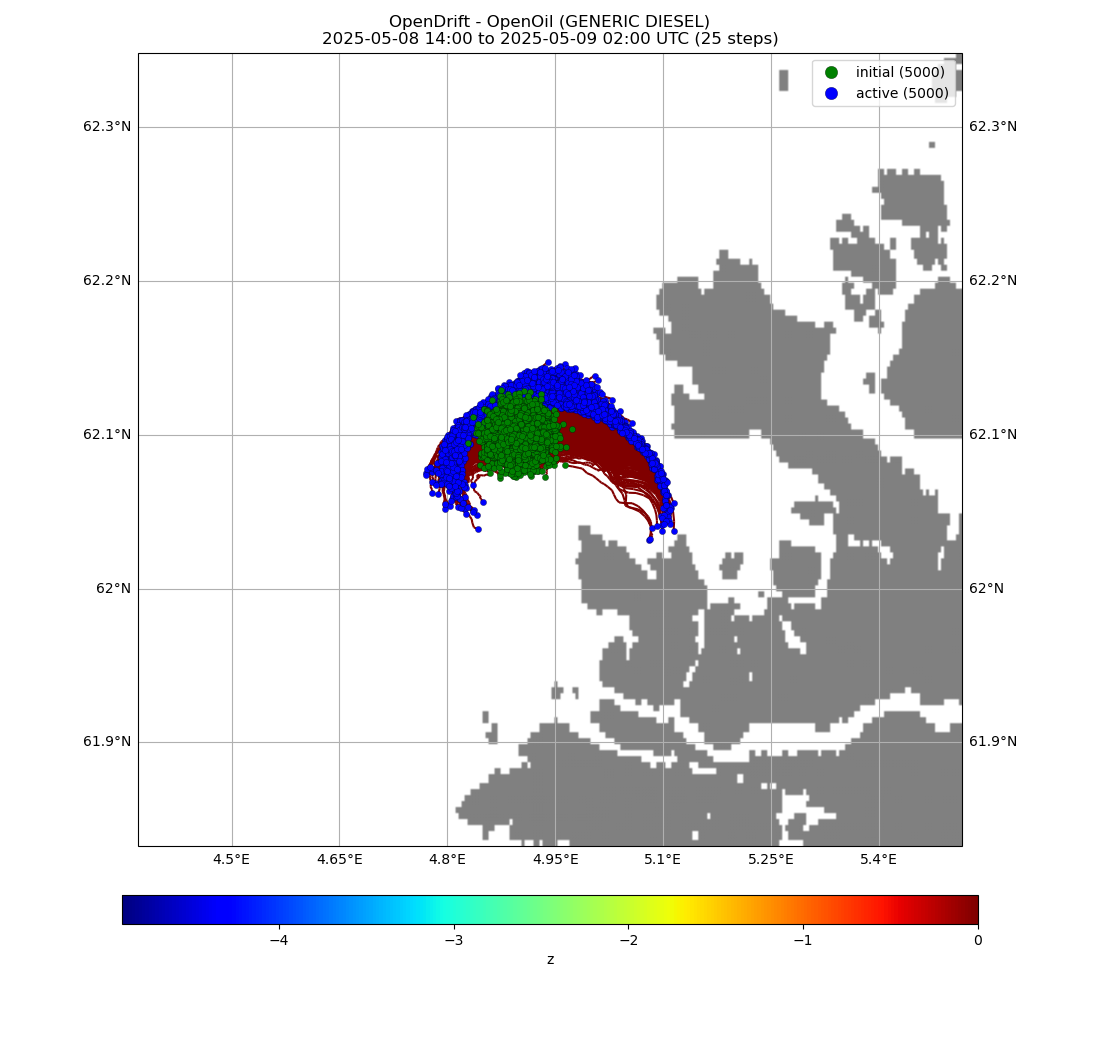 OpenDrift - OpenOil (GENERIC DIESEL)
2025-05-08 14:00 to 2025-05-09 02:00 UTC (25 steps)
initial (5000)
active (5000)
62.3°N 62.3°N
62.2°N 62.2°N
62.1°N 62.1°N
62°N 62°N
61.9°N 61.9°N
4.5°E 4.65°E 4.8°E 4.95°E 5.1°E 5.25°E 5.4°E
−4 −3 −2 −1 0
z